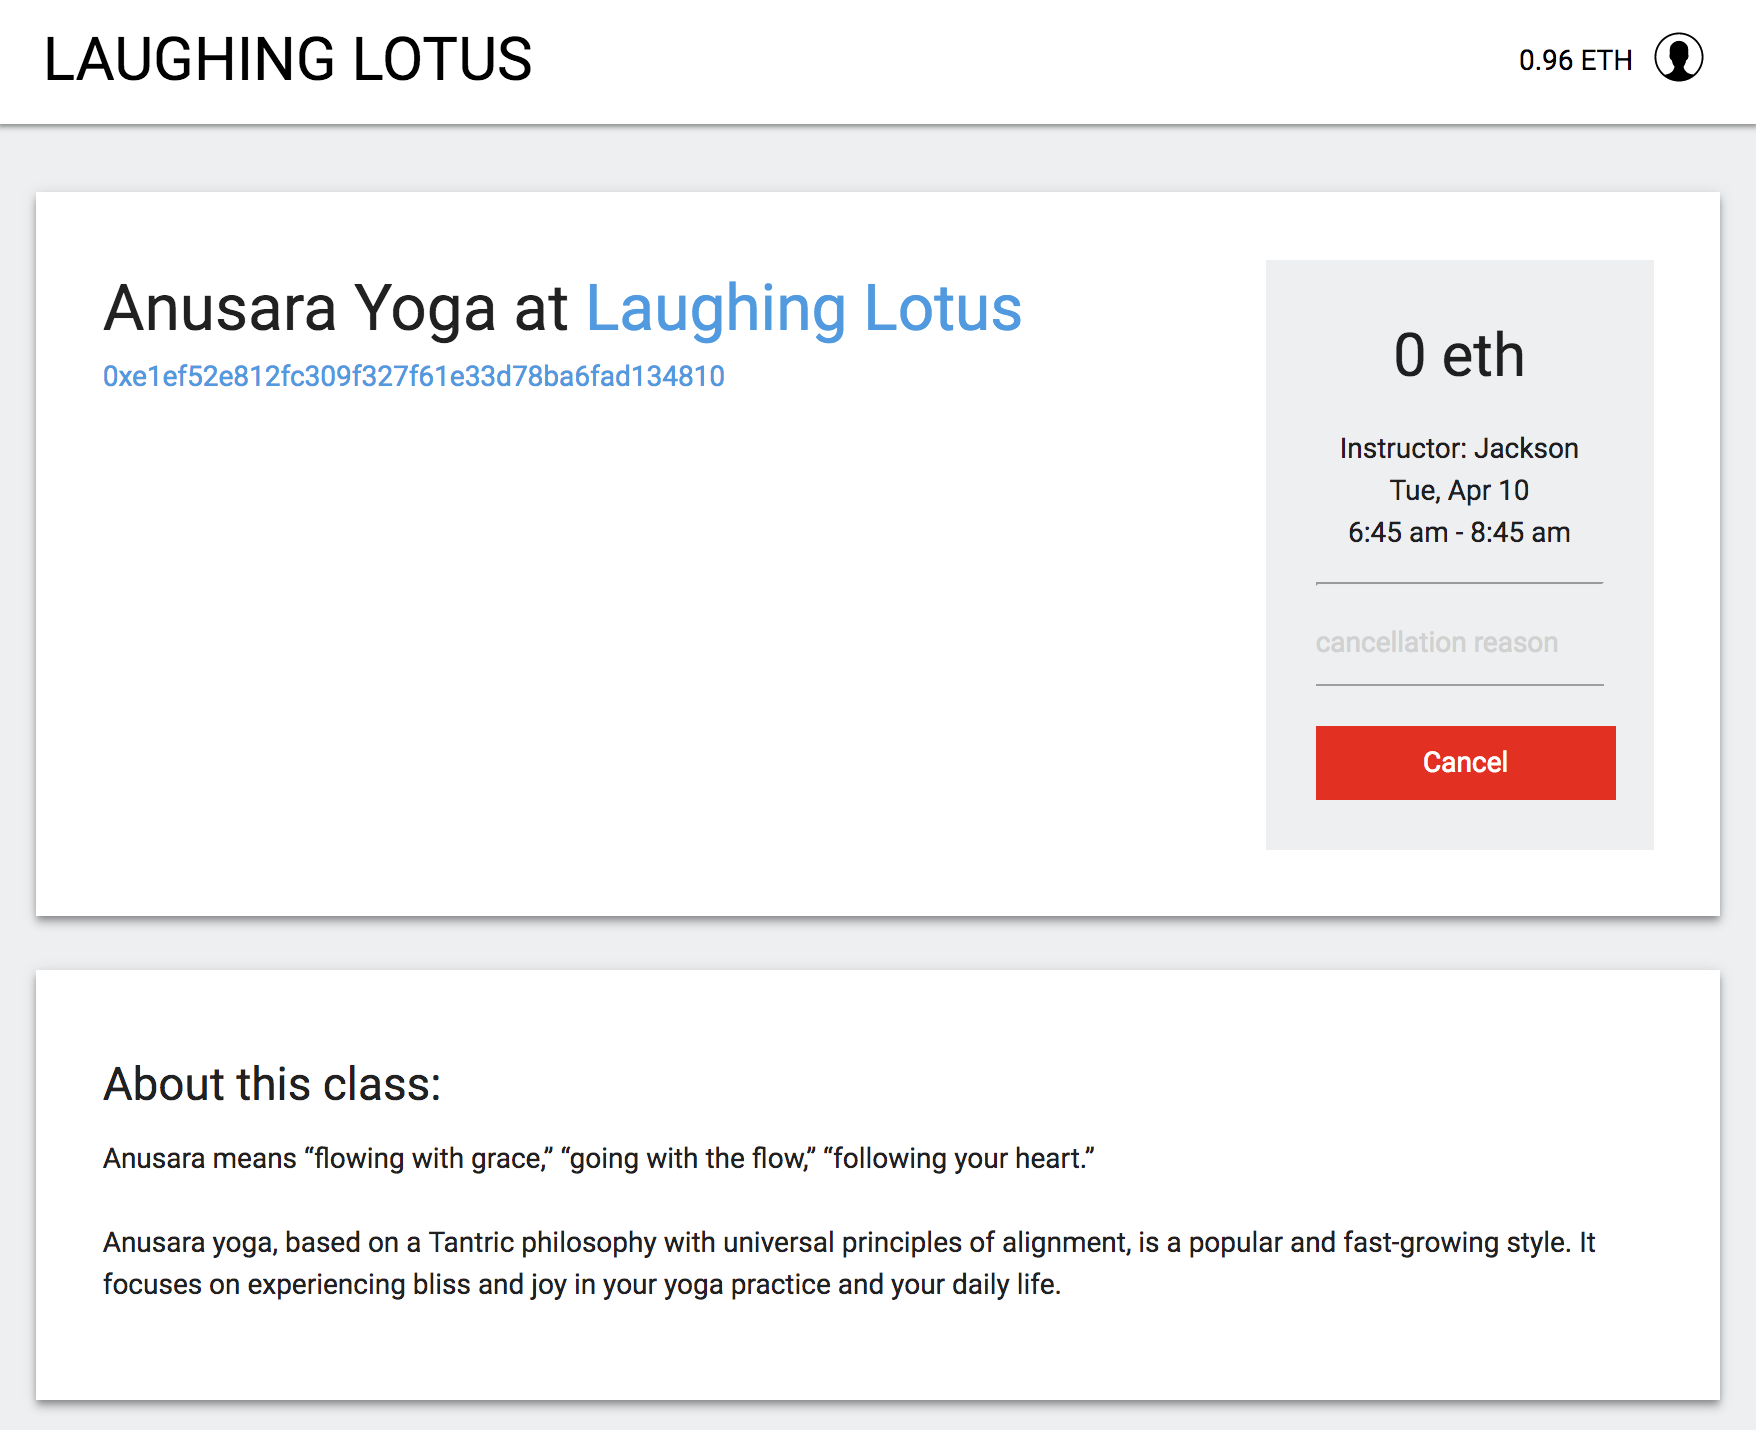 LAUGHING LOTUS
0.96 ETH
Anusara Yoga at Laughing Lotus
0xe1ef52e812fc309f327f61e33d78ba6fad134810
0 eth
Instructor: Jackson
Tue, Apr 10
6:45 am - 8:45 am
cancellation reason
Cancel
About this class:
Anusara means “flowing with grace,” “going with the flow,” “following your heart.”
Anusara yoga, based on a Tantric philosophy with universal principles of alignment, is a popular and fast-growing style. It
focuses on experiencing bliss and joy in your yoga practice and your daily life.